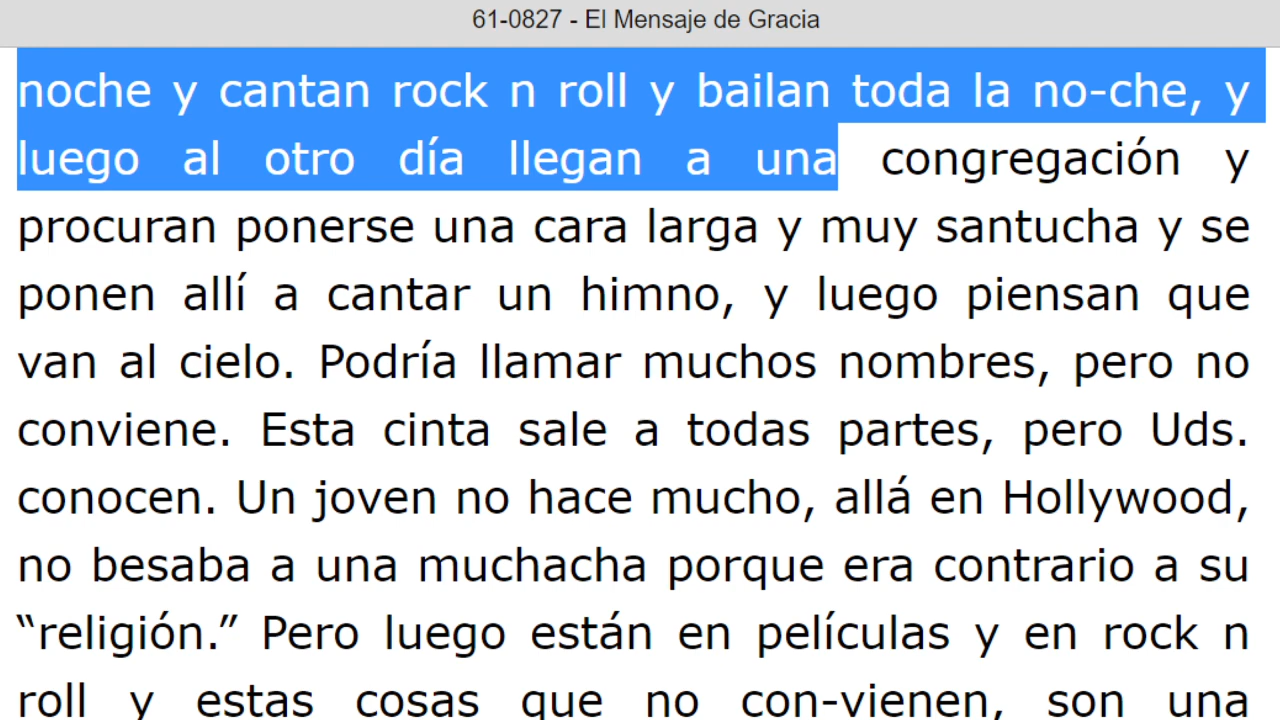 61-0827 - El Mensaje de Gracia
noche y cantan rock n roll y bailan toda la no-che, y
luego al otro día llegan a una congregación y
procuran ponerse una cara larga y muy santucha y se
ponen allí a cantar un himno, y luego piensan que
van al cielo. Podría llamar muchos nombres, pero no
conviene. Esta cinta sale a todas partes, pero Uds.
conocen. Un joven no hace mucho, allá en Hollywood,
no besaba a una muchacha porque era contrario a su
“religión.” Pero luego están en películas y en rock n
roll y estas cosas que no con-vienen, son una